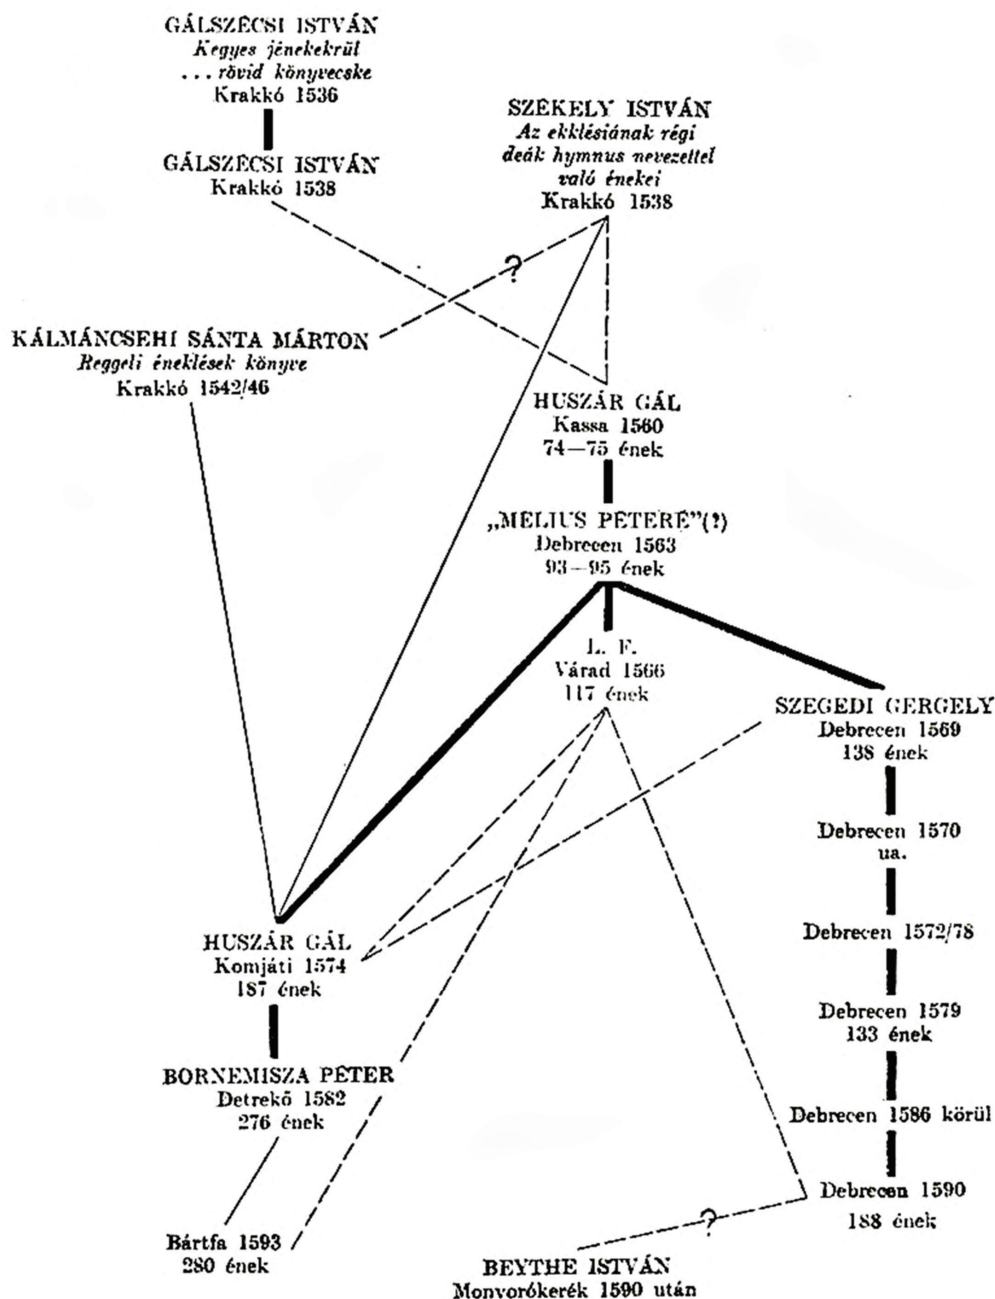 GÁLSZÉCSI ISTVÁN
Kegyes jénekekrül
... rövid könyvecske
Krakkó 1536
GÁLSZÉCSI ISTVÁN
Krakkó 1538
SZÉKELY ISTVÁN
Az ekklésiának régi
deák hymnus nevezettel
való énekei
Krakkó 1538
?
KÁLMÁNCSEHI SÁNTA MÁRTON
Reggeli éneklések könyve
Krakkó 1542/46
HUSZÁR GÁL
Kassa 1560
74—75 ének
„MELIUS PÉTERÉ”(?)
Debrecen 1563
93—95 ének
L. F.
Várad 1566
117 ének
SZEGEDI GERGELY
Debrecen 1569
138 ének
Debrecen 1570
ua.
Debrecen 1572/78
Debrecen 1579
133 ének
Debrecen 1586 körül
Debrecen 1590
188 ének
HUSZÁR GÁL
Komjáti 1574
187 ének
BORNEMISZA PÉTER
Detrekő 1582
276 ének
Bártfa 1593
280 ének
?
BEYTHE ISTVÁN
Monyorókerék 1590 után